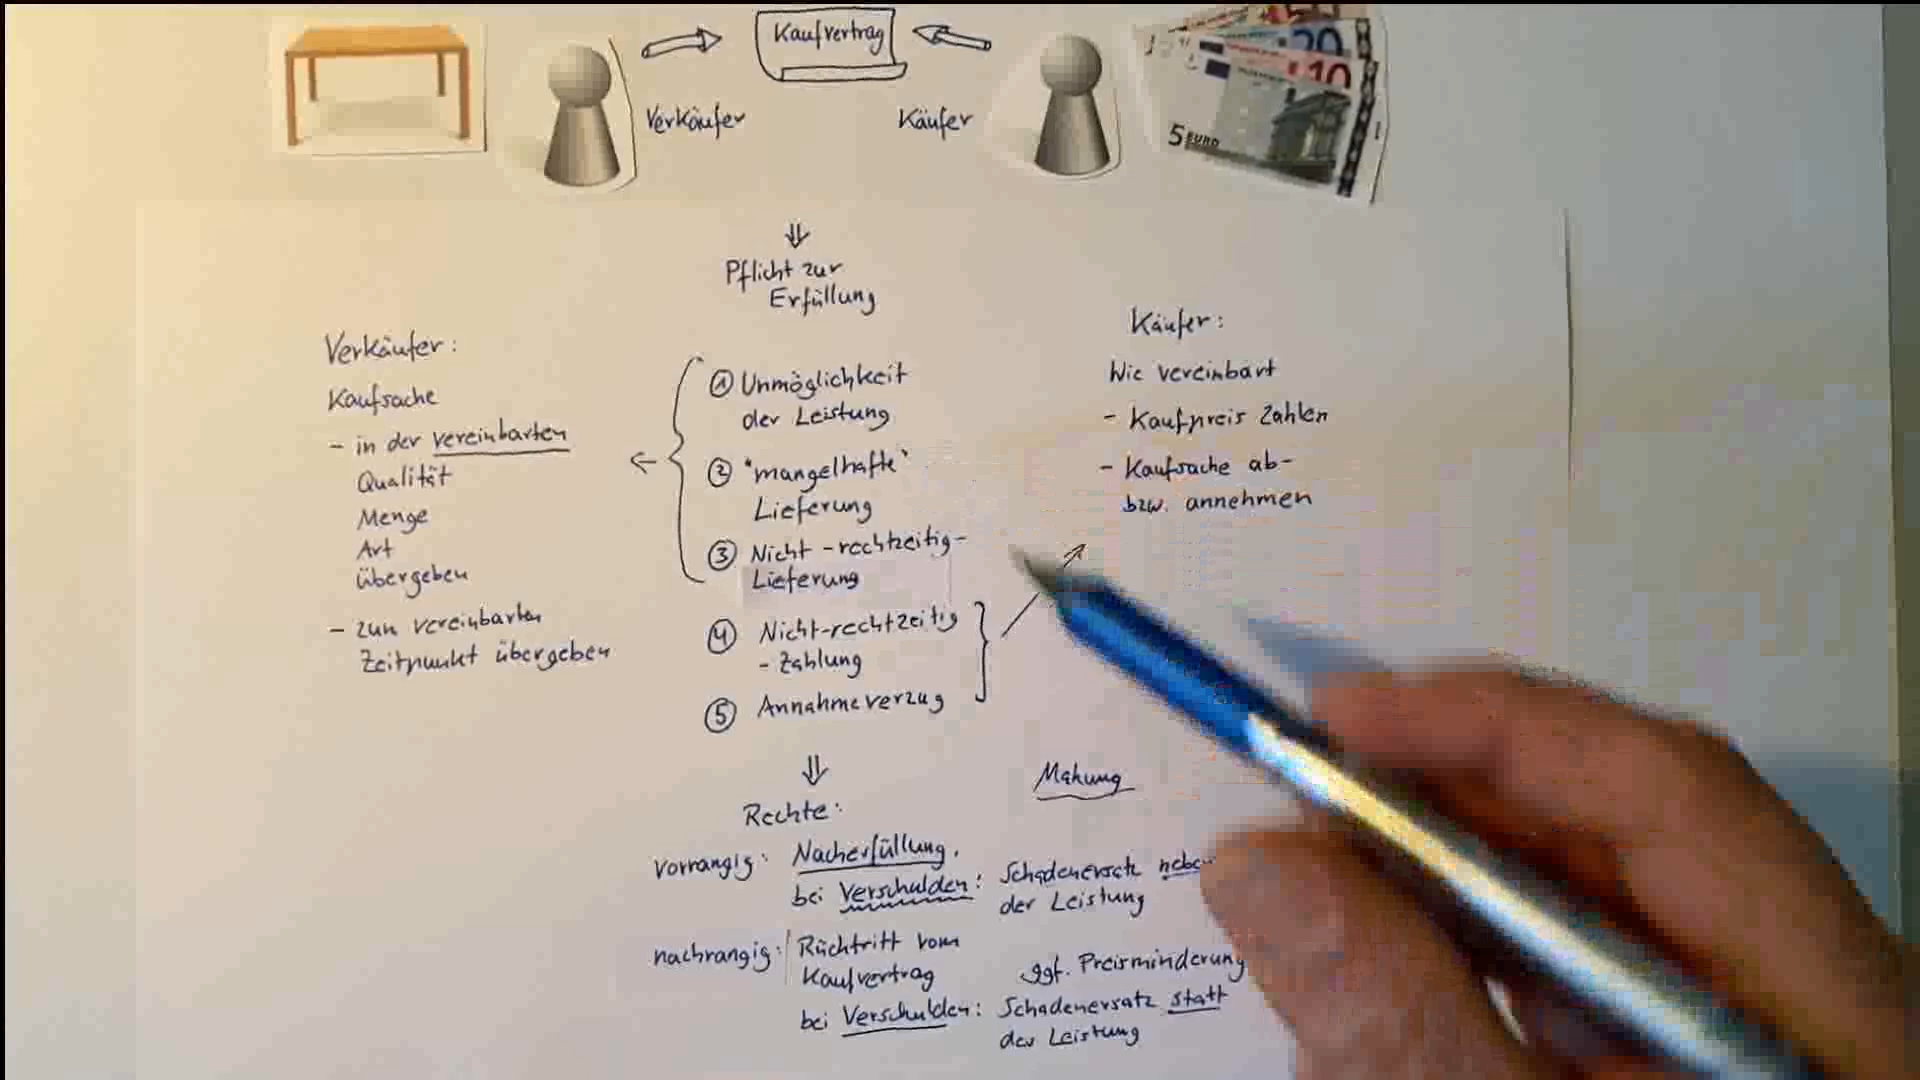 Kaufvertrag
Verkäufer
Käufer
20
10
5 EURO
⇓
Pflicht zur
Erfüllung
Verkäufer:
Kaufsache
- in der vereinbarten
Qualität
Menge
Art
übergeben
- zum vereinbarten
Zeitpunkt übergeben
① Unmöglichkeit
der Leistung
② "mangelhafte"
Lieferung
③ Nicht-rechtzeitig-
Lieferung
④ Nicht-rechtzeitig
- Zahlung
⑤ Annahmeverzug
Käufer:
Wie vereinbart
- Kaufpreis zahlen
- Kaufsache ab-
bzw. annehmen
⇓
Rechte:
Mahnung
vorrangig: Nacherfüllung.
bei Verschulden: Schadenersatz
der Leistung
nachrangig: Rücktritt vom
Kaufvertrag
ggf. Preisminderung
bei Verschulden: Schadenersatz statt
der Leistung